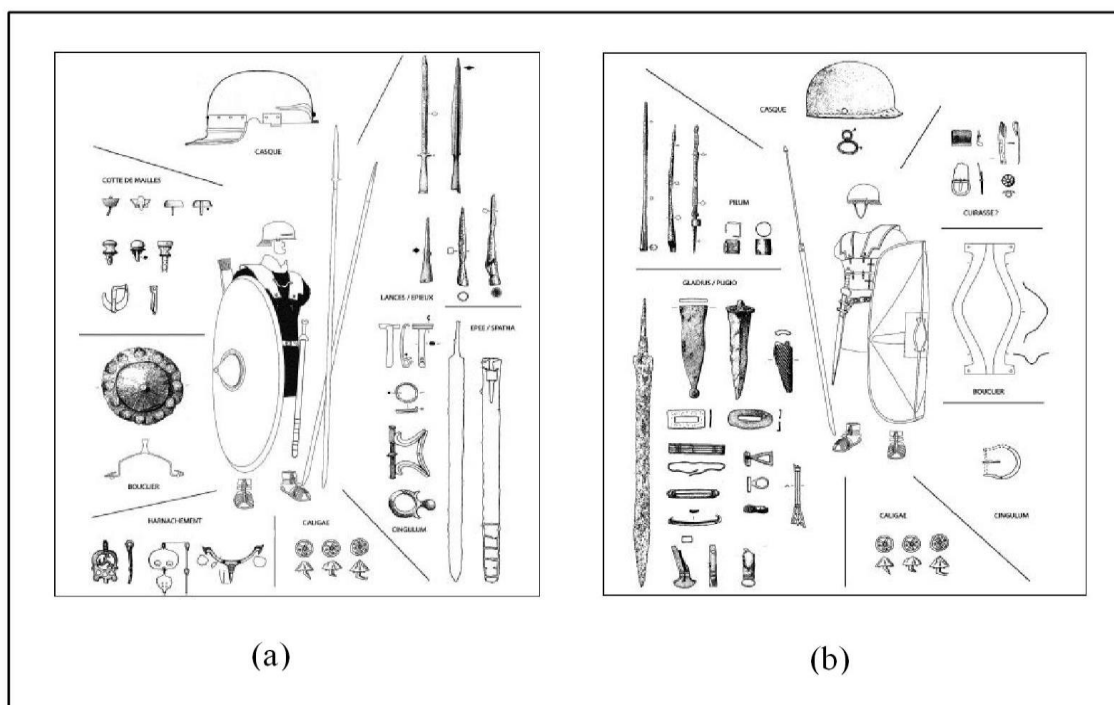 CASQUE
COTTE DE MAILLES
LANCES / EPIEUX
EPEE / SPATHA
BOUCLIER
HARNACHEMENT
CALIGAE
CINGULUM
(a)
CASQUE
PILUM
CUIRASSE?
GLADIUS / PUGIO
BOUCLIER
CALIGAE
CINGULUM
(b)